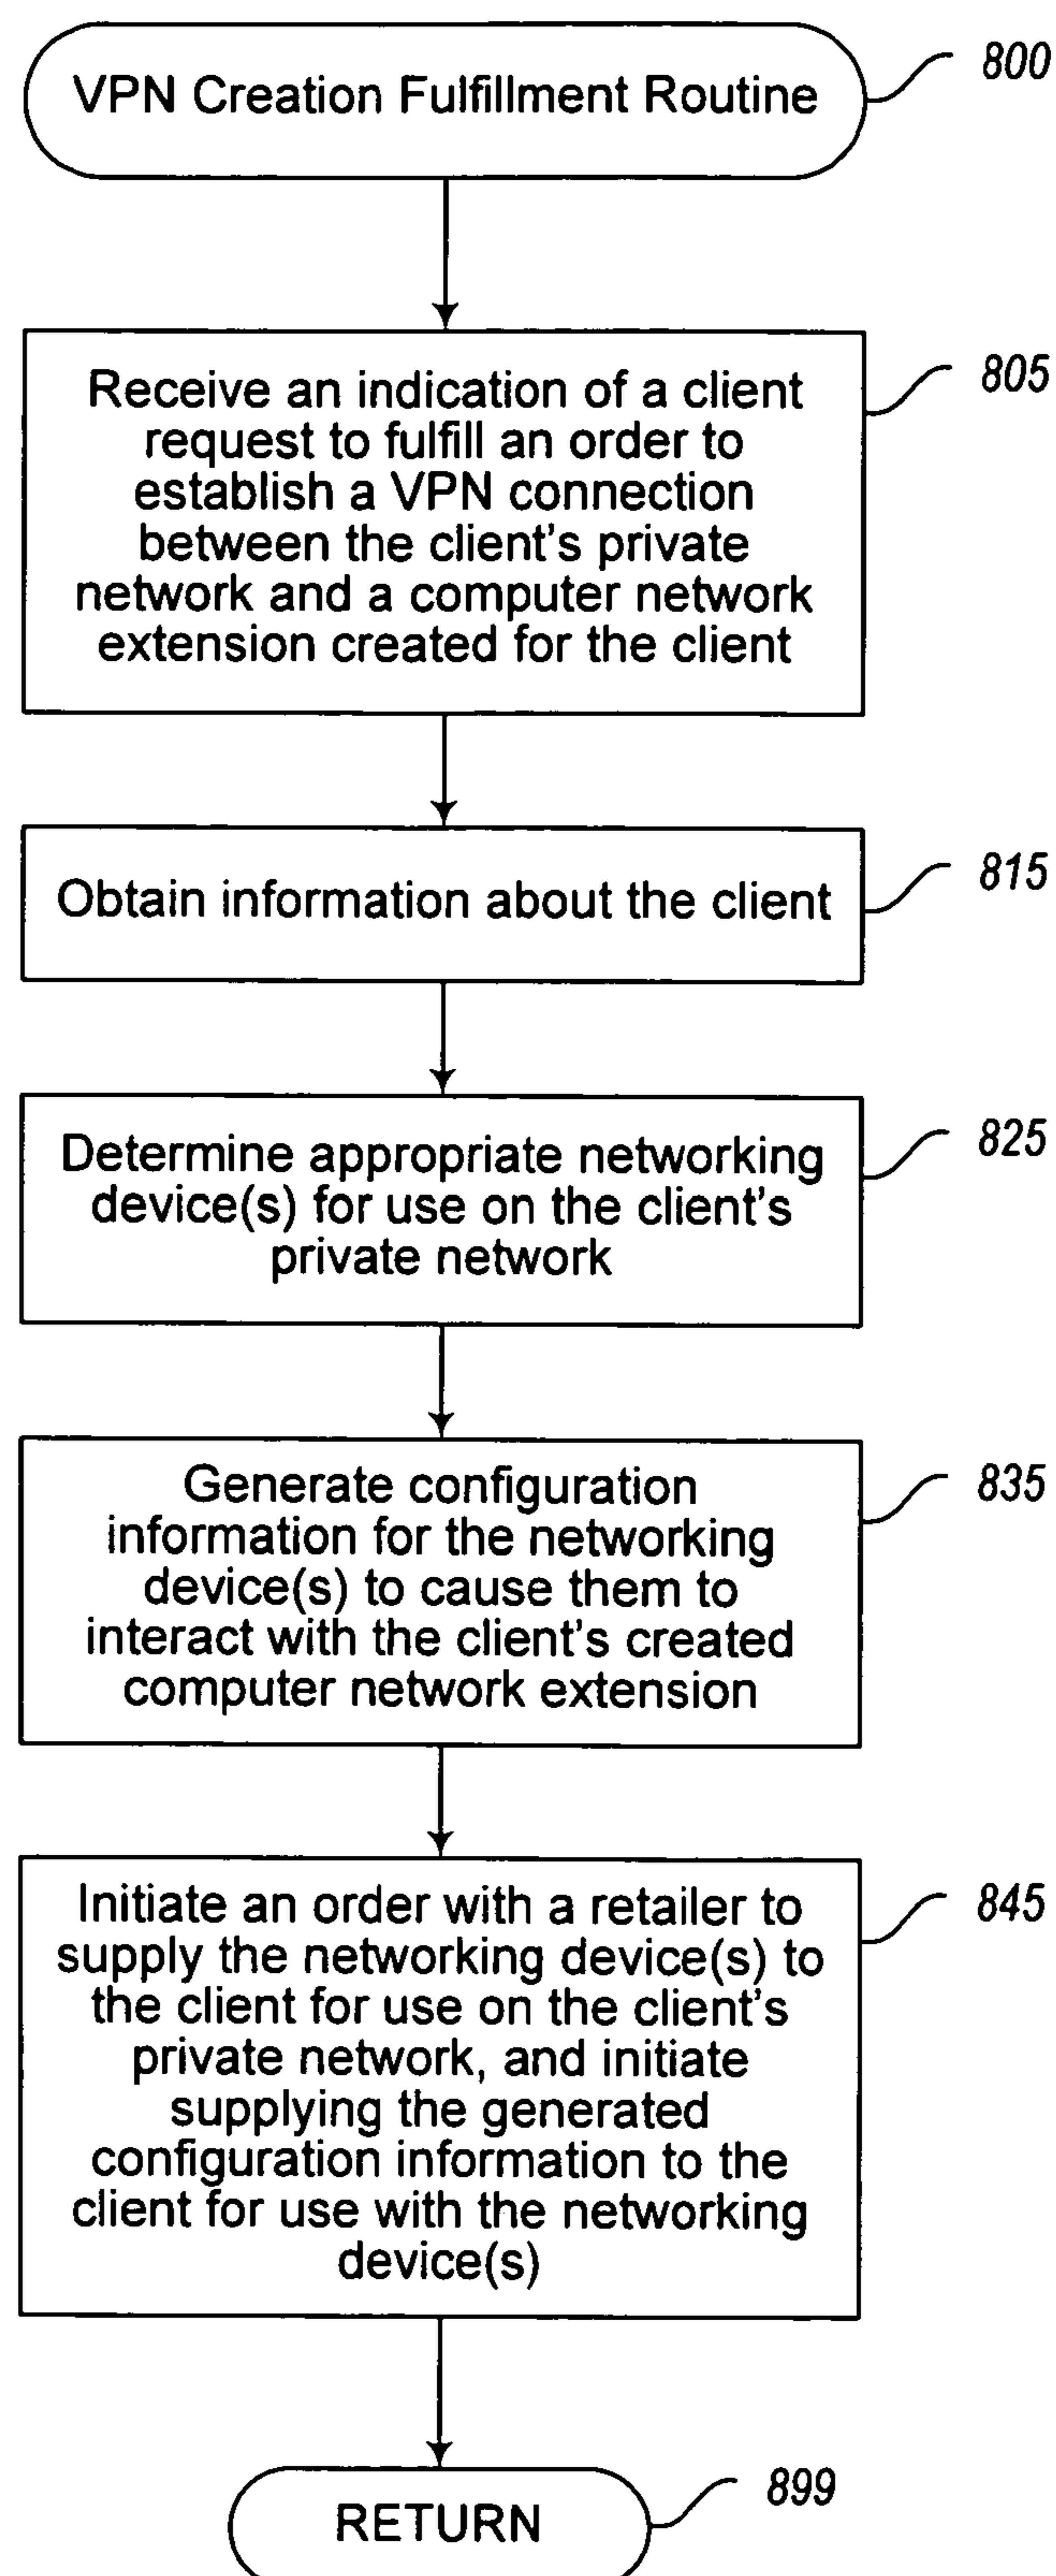 VPN Creation Fulfillment Routine
800
Receive an indication of a client
request to fulfill an order to
establish a VPN connection
between the client's private
network and a computer network
extension created for the client
805
Obtain information about the client
815
Determine appropriate networking
device(s) for use on the client's
private network
825
Generate configuration
information for the networking
device(s) to cause them to
interact with the client's created
computer network extension
835
Initiate an order with a retailer to
supply the networking device(s) to
the client for use on the client's
private network, and initiate
supplying the generated
configuration information to the
client for use with the networking
device(s)
845
RETURN
899